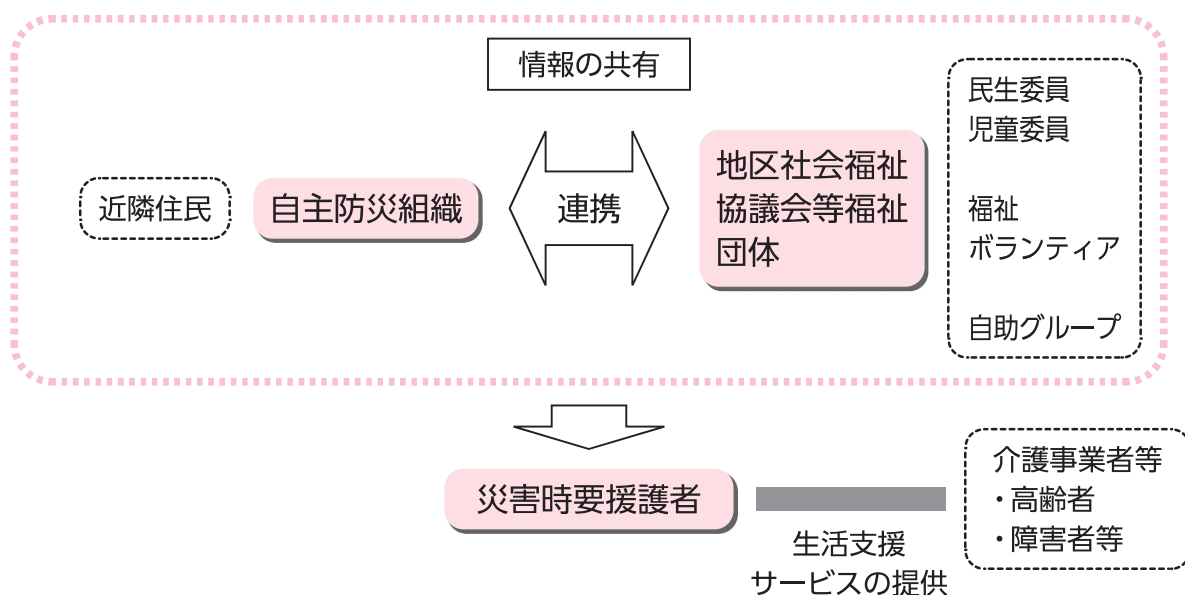 情報の共有
近隣住民
自主防災組織
連携
地区社会福祉
協議会等福祉
団体
民生委員
児童委員
福祉
ボランティア
自助グループ
災害時要援護者
生活支援
サービスの提供
介護事業者等
・高齢者
・障害者等